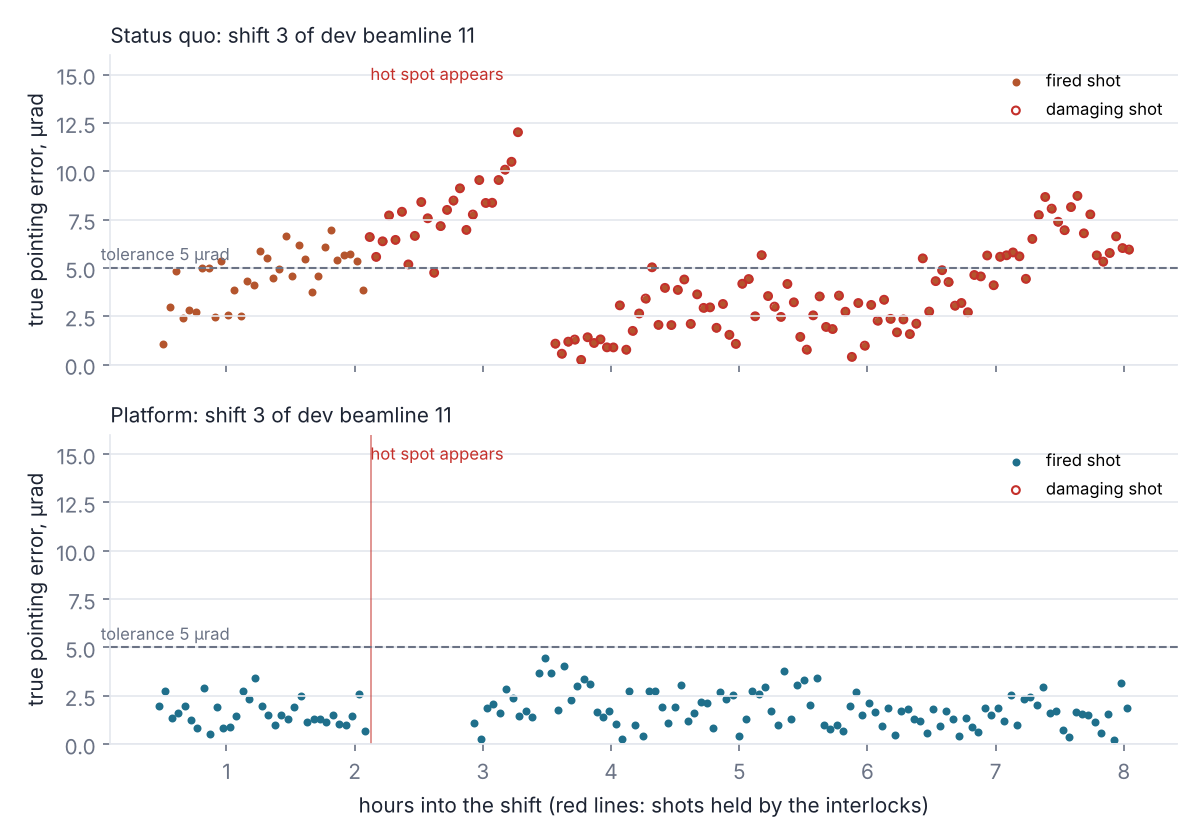 Status quo: shift 3 of dev beamline 11
true pointing error, µrad
15.0
12.5
10.0
7.5
5.0
2.5
0.0
hot spot appears
tolerance 5 µrad
fired shot
damaging shot
Platform: shift 3 of dev beamline 11
true pointing error, µrad
15.0
12.5
10.0
7.5
5.0
2.5
0.0
hot spot appears
tolerance 5 µrad
fired shot
damaging shot
1 2 3 4 5 6 7 8
hours into the shift (red lines: shots held by the interlocks)